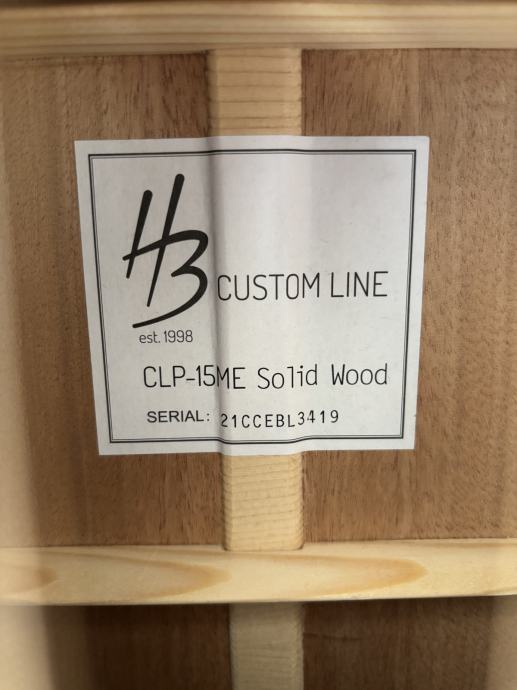 HB CUSTOM LINE
est. 1998
CLP-15ME Solid Wood
SERIAL: 21CCEBL3419